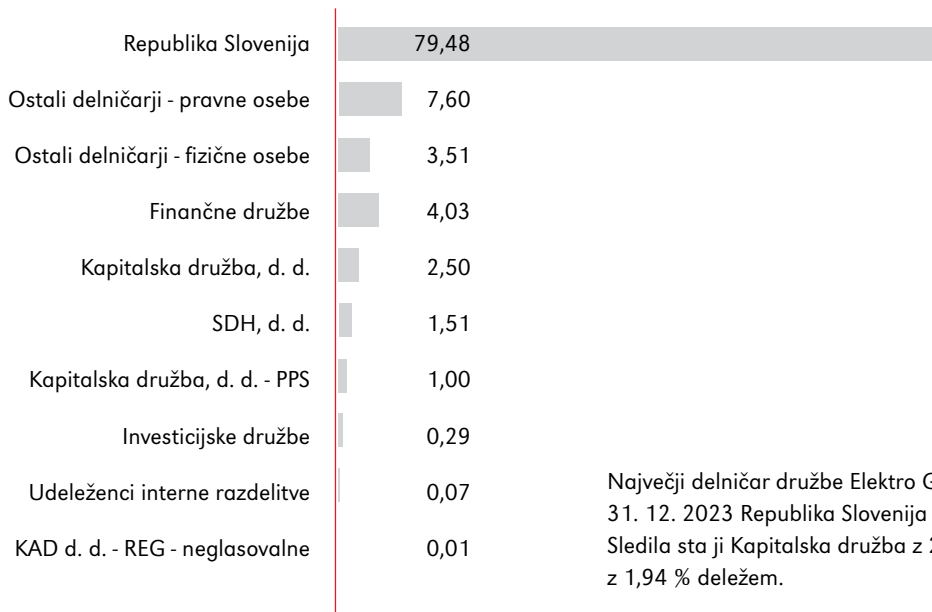 Republika Slovenija 79,48
Ostali delničarji - pravne osebe 7,60
Ostali delničarji - fizične osebe 3,51
Finančne družbe 4,03
Kapitalska družba, d. d. 2,50
SDH, d. d. 1,51
Kapitalska družba, d. d. - PPS 1,00
Investicijske družbe 0,29
Udeleženci interne razdelitve 0,07
KAD d. d. - REG - neglasovalne 0,01
Največji delničar družbe Elektro
31. 12. 2023 Republika Slovenija
Sledila sta ji Kapitalska družba z
z 1,94 % deležem.